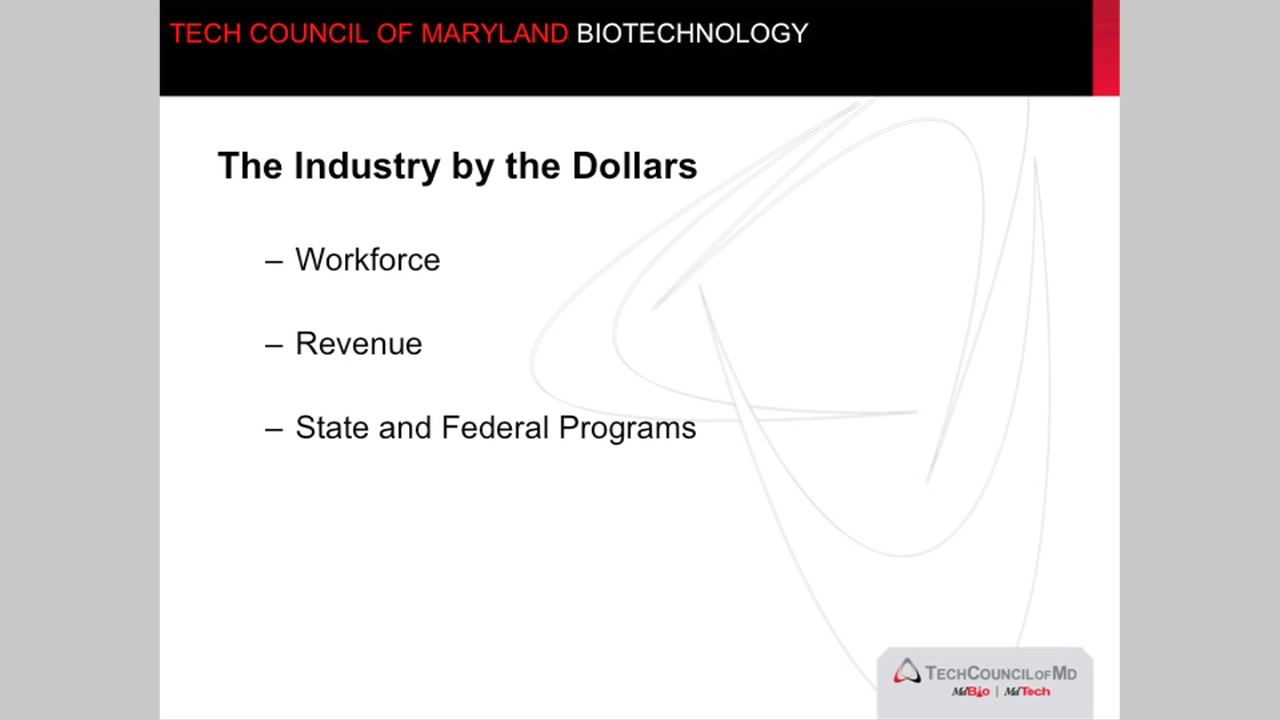 TECH COUNCIL OF MARYLAND BIOTECHNOLOGY
The Industry by the Dollars
– Workforce
– Revenue
– State and Federal Programs
TECHCOUNCILOFMD
MdBio | MdTech